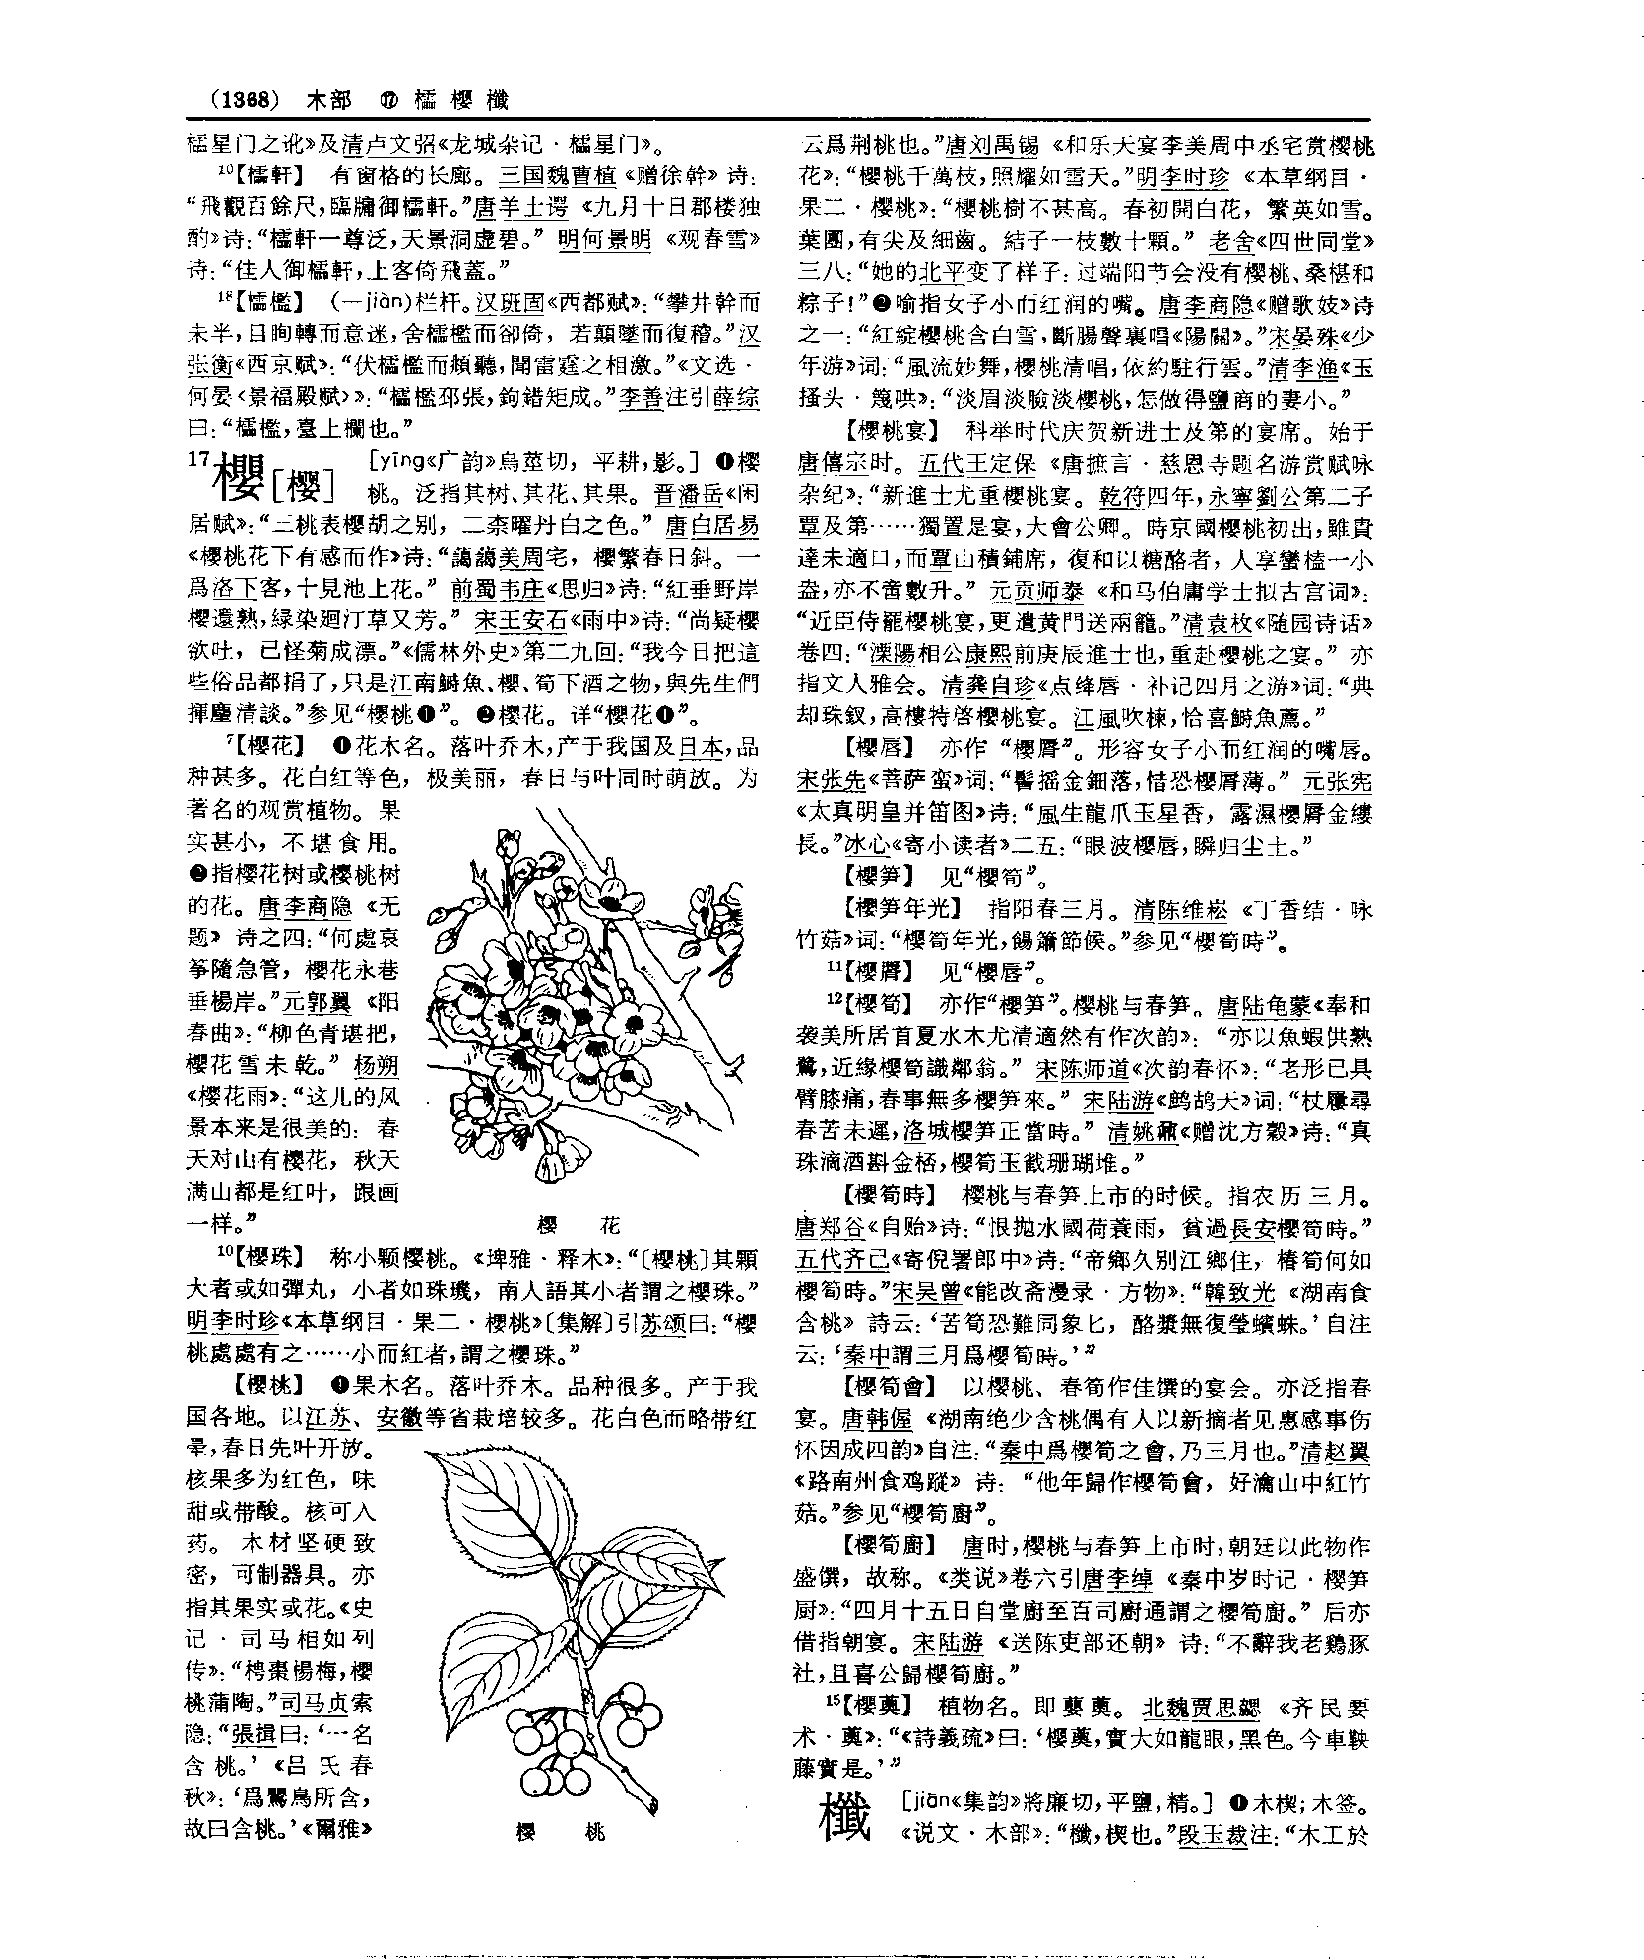 (1368) 木部 ⑰ 櫺櫻櫼
櫺星门之讹》及清卢文弨《龙城杂记·櫺星门》。
10【櫺軒】 有窗格的长廊。三国魏曹植《赠徐幹》诗：
“飛觀百餘尺，臨牖御櫺軒。”唐羊士谔《九月十日郡楼独
酌》诗：“櫺軒一尊泛，天景洞虚碧。”明何景明《观春雪》
诗：“佳人御櫺軒，上客倚飛蓋。”
18【櫺檻】 (—jiàn)栏杆。汉班固《西都赋》：“攀井幹而
未半，目眴轉而意迷，舍櫺檻而卻倚，若顛墜而復稽。”汉
张衡《西京赋》：“伏櫺檻而頫聽，聞雷霆之相激。”《文选·
何晏〈景福殿赋〉》：“櫺檻邳張，鉤錯矩成。”李善注引薛综
曰：“櫺檻，臺上欄也。”
17櫻[樱] [yīng《广韵》烏莖切，平耕，影。] ❶櫻
桃。泛指其树、其花、其果。晋潘岳《闲
居赋》：“三桃表櫻胡之别，二柰曜丹白之色。”唐白居易
《櫻桃花下有感而作》诗：“藹藹美周宅，櫻繁春日斜。一
爲洛下客，十見池上花。”前蜀韦庄《思归》诗：“紅垂野岸
櫻還熟，緑染廻汀草又芳。”宋王安石《雨中》诗：“尚疑櫻
欲吐，已怪菊成漂。”《儒林外史》第二九回：“我今日把這
些俗品都捐了，只是江南鰣魚、櫻、筍下酒之物，與先生們
揮麈清談。”参见“櫻桃❶”。❷櫻花。详“櫻花❶”。
7【櫻花】 ❶花木名。落叶乔木，产于我国及日本，品
种甚多。花白红等色，极美丽，春日与叶同时萌放。为
著名的观赏植物。果
实甚小，不堪食用。
❷指櫻花树或櫻桃树
的花。唐李商隐《无
题》诗之四：“何處哀
筝隨急管，櫻花永巷
垂楊岸。”元郭翼《阳
春曲》：“柳色青堪把，
櫻花雪未乾。”杨朔
《櫻花雨》：“这儿的风
景本来是很美的：春
天对山有樱花，秋天
满山都是红叶，跟画
一样。”
櫻花
10【櫻珠】 称小颗櫻桃。《埤雅·释木》：“〔櫻桃〕其顆
大者或如彈丸，小者如珠璣，南人語其小者謂之櫻珠。”
明李时珍《本草纲目·果二·櫻桃》〔集解〕引苏颂曰：“櫻
桃處處有之……小而紅者，謂之櫻珠。”
【櫻桃】 ❶果木名。落叶乔木。品种很多。产于我
国各地。以江苏、安徽等省栽培较多。花白色而略带红
晕，春日先叶开放。
核果多为红色，味
甜或带酸。核可入
药。木材坚硬致
密，可制器具。亦
指其果实或花。《史
记·司马相如列
传》：“樗棗楊梅，櫻
桃蒲陶。”司马贞索
隐：“張揖曰：‘…名
含桃。’《吕氏春
秋》：‘爲鶯鳥所含，
故曰含桃。’《爾雅》
櫻桃
云爲荆桃也。”唐刘禹锡《和乐天宴李美周中丞宅赏櫻桃
花》：“櫻桃千萬枝，照耀如雪天。”明李时珍《本草纲目·
果二·櫻桃》：“櫻桃樹不甚高。春初開白花，繁英如雪。
葉團，有尖及細齒。結子一枝數十顆。”老舍《四世同堂》
三八：“她的北平变了样子：过端阳节会没有樱桃、桑椹和
粽子！”❷喻指女子小而红润的嘴。唐李商隐《赠歌妓》诗
之一：“紅綻櫻桃含白雪，斷腸聲裏唱《陽關》。”宋晏殊《少
年游》词：“風流妙舞，櫻桃清唱，依約駐行雲。”清李渔《玉
搔头·篾哄》：“淡眉淡臉淡櫻桃，怎做得鹽商的妻小。”
【櫻桃宴】 科举时代庆贺新进士及第的宴席。始于
唐僖宗时。五代王定保《唐摭言·慈恩寺题名游赏赋咏
杂纪》：“新進士尤重櫻桃宴。乾符四年，永寧劉公第二子
覃及第……獨置是宴，大會公卿。時京國櫻桃初出，雖貴
達未適口，而覃山積鋪席，復和以糖酪者，人享蠻榼一小
盎，亦不啻數升。”元贡师泰《和马伯庸学士拟古宫词》：
“近臣侍罷櫻桃宴，更遣黄門送兩籠。”清袁枚《随园诗话》
卷四：“溧陽相公康熙前庚辰進士也，重赴櫻桃之宴。”亦
指文人雅会。清龚自珍《点绛唇·补记四月之游》词：“典
却珠釵，高樓特啓櫻桃宴。江風吹楝，恰喜鰣魚薦。”
【櫻唇】 亦作“櫻脣”。形容女子小而红润的嘴唇。
宋张先《菩萨蛮》词：“髻摇金鈿落，惜恐櫻脣薄。”元张宪
《太真明皇并笛图》诗：“風生龍爪玉星香，露濕櫻脣金縷
長。”冰心《寄小读者》二五：“眼波櫻唇，瞬归尘土。”
【櫻笋】 见“櫻筍”。
【櫻笋年光】 指阳春三月。清陈维崧《丁香结·咏
竹菇》词：“櫻筍年光，餳簫節候。”参见“櫻筍時”。
11【櫻脣】 见“櫻唇”。
12【櫻筍】 亦作“櫻笋”。櫻桃与春笋。唐陆龟蒙《奉和
袭美所居首夏水木尤清適然有作次韵》：“亦以魚蝦供熟
鷺，近緣櫻筍識鄰翁。”宋陈师道《次韵春怀》：“老形已具
臂膝痛，春事無多櫻笋來。”宋陆游《鹧鸪天》词：“杖屨尋
春苦未遲，洛城櫻笋正當時。”清姚鼐《赠沈方穀》诗：“真
珠滴酒斟金桮，櫻筍玉戢珊瑚堆。”
【櫻筍時】 櫻桃与春笋上市的时候。指农历三月。
唐郑谷《自贻》诗：“恨抛水國荷蓑雨，貧過長安櫻筍時。”
五代齐己《寄倪署郎中》诗：“帝鄉久别江鄉住，椿筍何如
櫻筍時。”宋吴曾《能改斋漫录·方物》：“韓致光《湖南食
含桃》詩云：‘苦筍恐難同象匕，酪漿無復瑩蠙蛛。’自注
云：‘秦中謂三月爲櫻筍時。’”
【櫻筍會】 以櫻桃、春筍作佳馔的宴会。亦泛指春
宴。唐韩偓《湖南绝少含桃偶有人以新摘者见惠感事伤
怀因成四韵》自注：“秦中爲櫻筍之會，乃三月也。”清赵翼
《路南州食鸡㙡》诗：“他年歸作櫻筍會，好瀹山中紅竹
菇。”参见“櫻筍廚”。
【櫻筍廚】 唐时，櫻桃与春笋上市时，朝廷以此物作
盛馔，故称。《类说》卷六引唐李绰《秦中岁时记·樱笋
厨》：“四月十五日自堂廚至百司廚通謂之櫻筍廚。”后亦
借指朝宴。宋陆游《送陈吏部还朝》诗：“不辭我老鷄豚
社，且喜公歸櫻筍廚。”
15【櫻薁】 植物名。即蘡薁。北魏贾思勰《齐民要
术·薁》：“《詩義疏》曰：‘櫻薁，實大如龍眼，黑色。今車鞅
藤實是。’”
櫼 [jiān《集韵》將廉切，平鹽，精。] ❶木楔；木签。
《说文·木部》：“櫼，楔也。”段玉裁注：“木工於